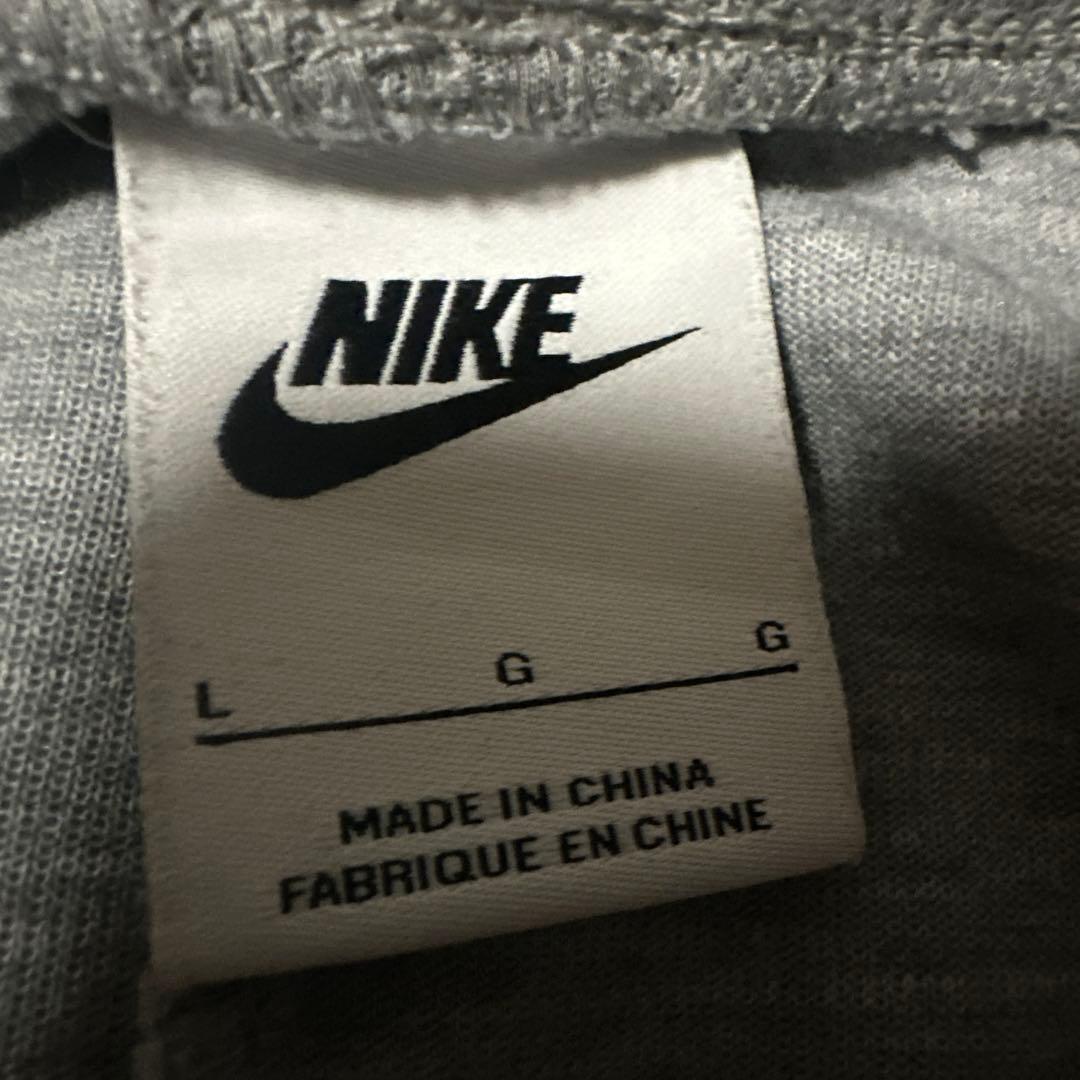 NIKE
L G G
MADE IN CHINA
FABRIQUE EN CHINE